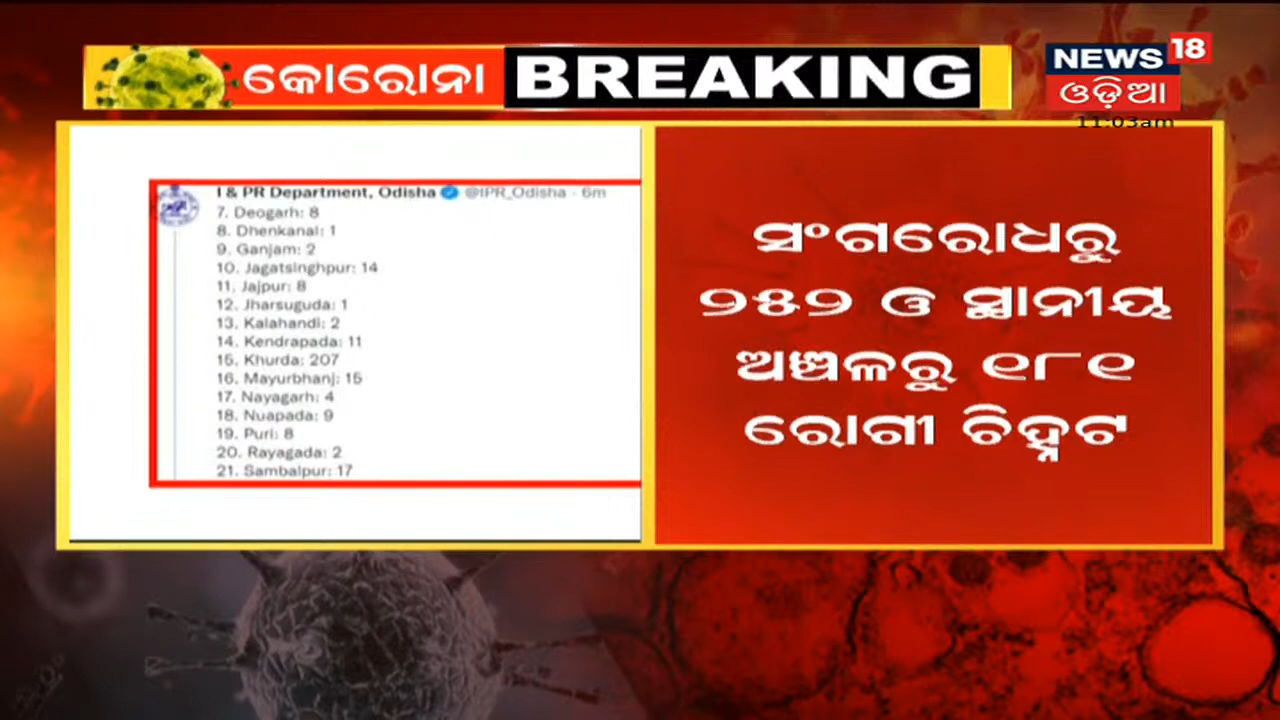 କୋରୋନା BREAKING
NEWS 18
ଓଡ଼ିଆ
11:03am
I & PR Department, Odisha @IPR_Odisha · 6m
7. Deogarh: 8
8. Dhenkanal: 1
9. Ganjam: 2
10. Jagatsinghpur: 14
11. Jajpur: 8
12. Jharsuguda: 1
13. Kalahandi: 2
14. Kendrapada: 11
15. Khurda: 207
16. Mayurbhanj: 15
17. Nayagarh: 4
18. Nuapada: 9
19. Puri: 8
20. Rayagada: 2
21. Sambalpur: 17
ସଂଗରୋଧରୁ
୨୫୨ ଓ ସ୍ଥାନୀୟ
ଅଞ୍ଚଳରୁ ୧୮୧
ରୋଗୀ ଚିହ୍ନଟ